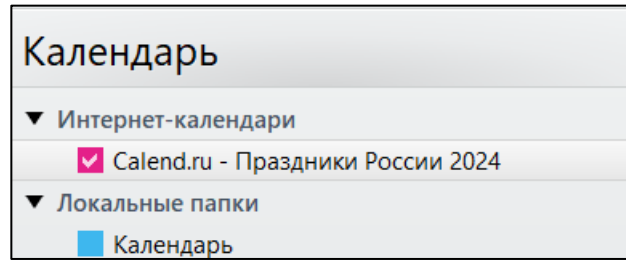 Календарь
Интернет-календари
Calend.ru - Праздники России 2024
Локальные папки
Календарь